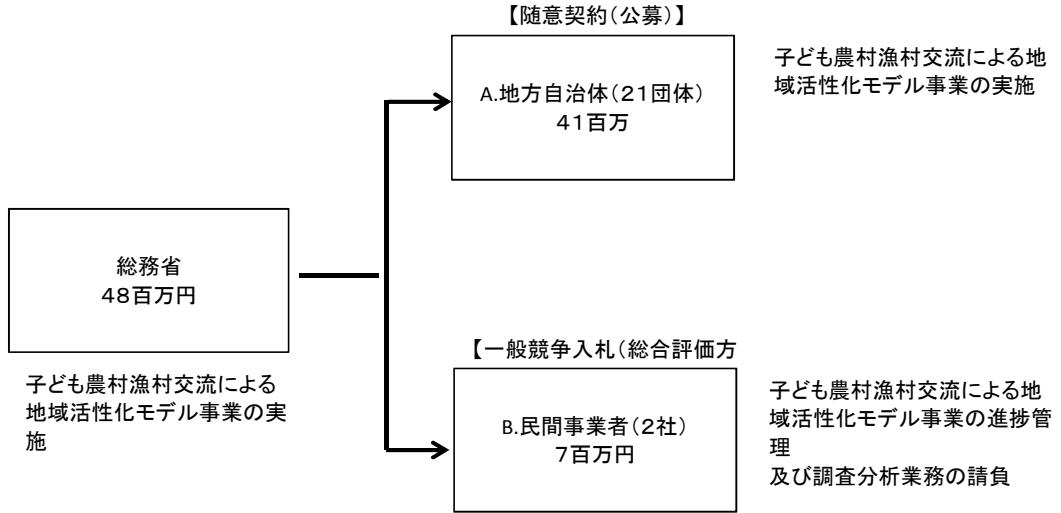 【随意契約(公募)】
A.地方自治体(21団体)
41百万
子ども農村漁村交流による地
域活性化モデル事業の実施
総務省
48百万円
子ども農村漁村交流による
地域活性化モデル事業の実
施
【一般競争入札(総合評価方
B.民間事業者(2社)
7百万円
子ども農村漁村交流による地
域活性化モデル事業の進捗管
理
及び調査分析業務の請負